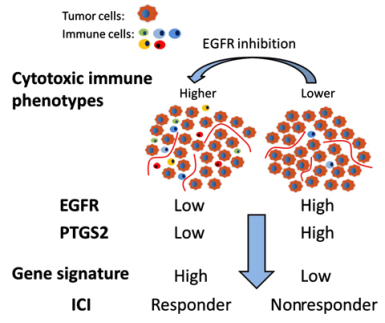 Tumor cells:
Immune cells:
EGFR inhibition
Cytotoxic immune
phenotypes
Higher Lower
EGFR Low High
PTGS2 Low High
Gene signature High Low
ICI Responder Nonresponder